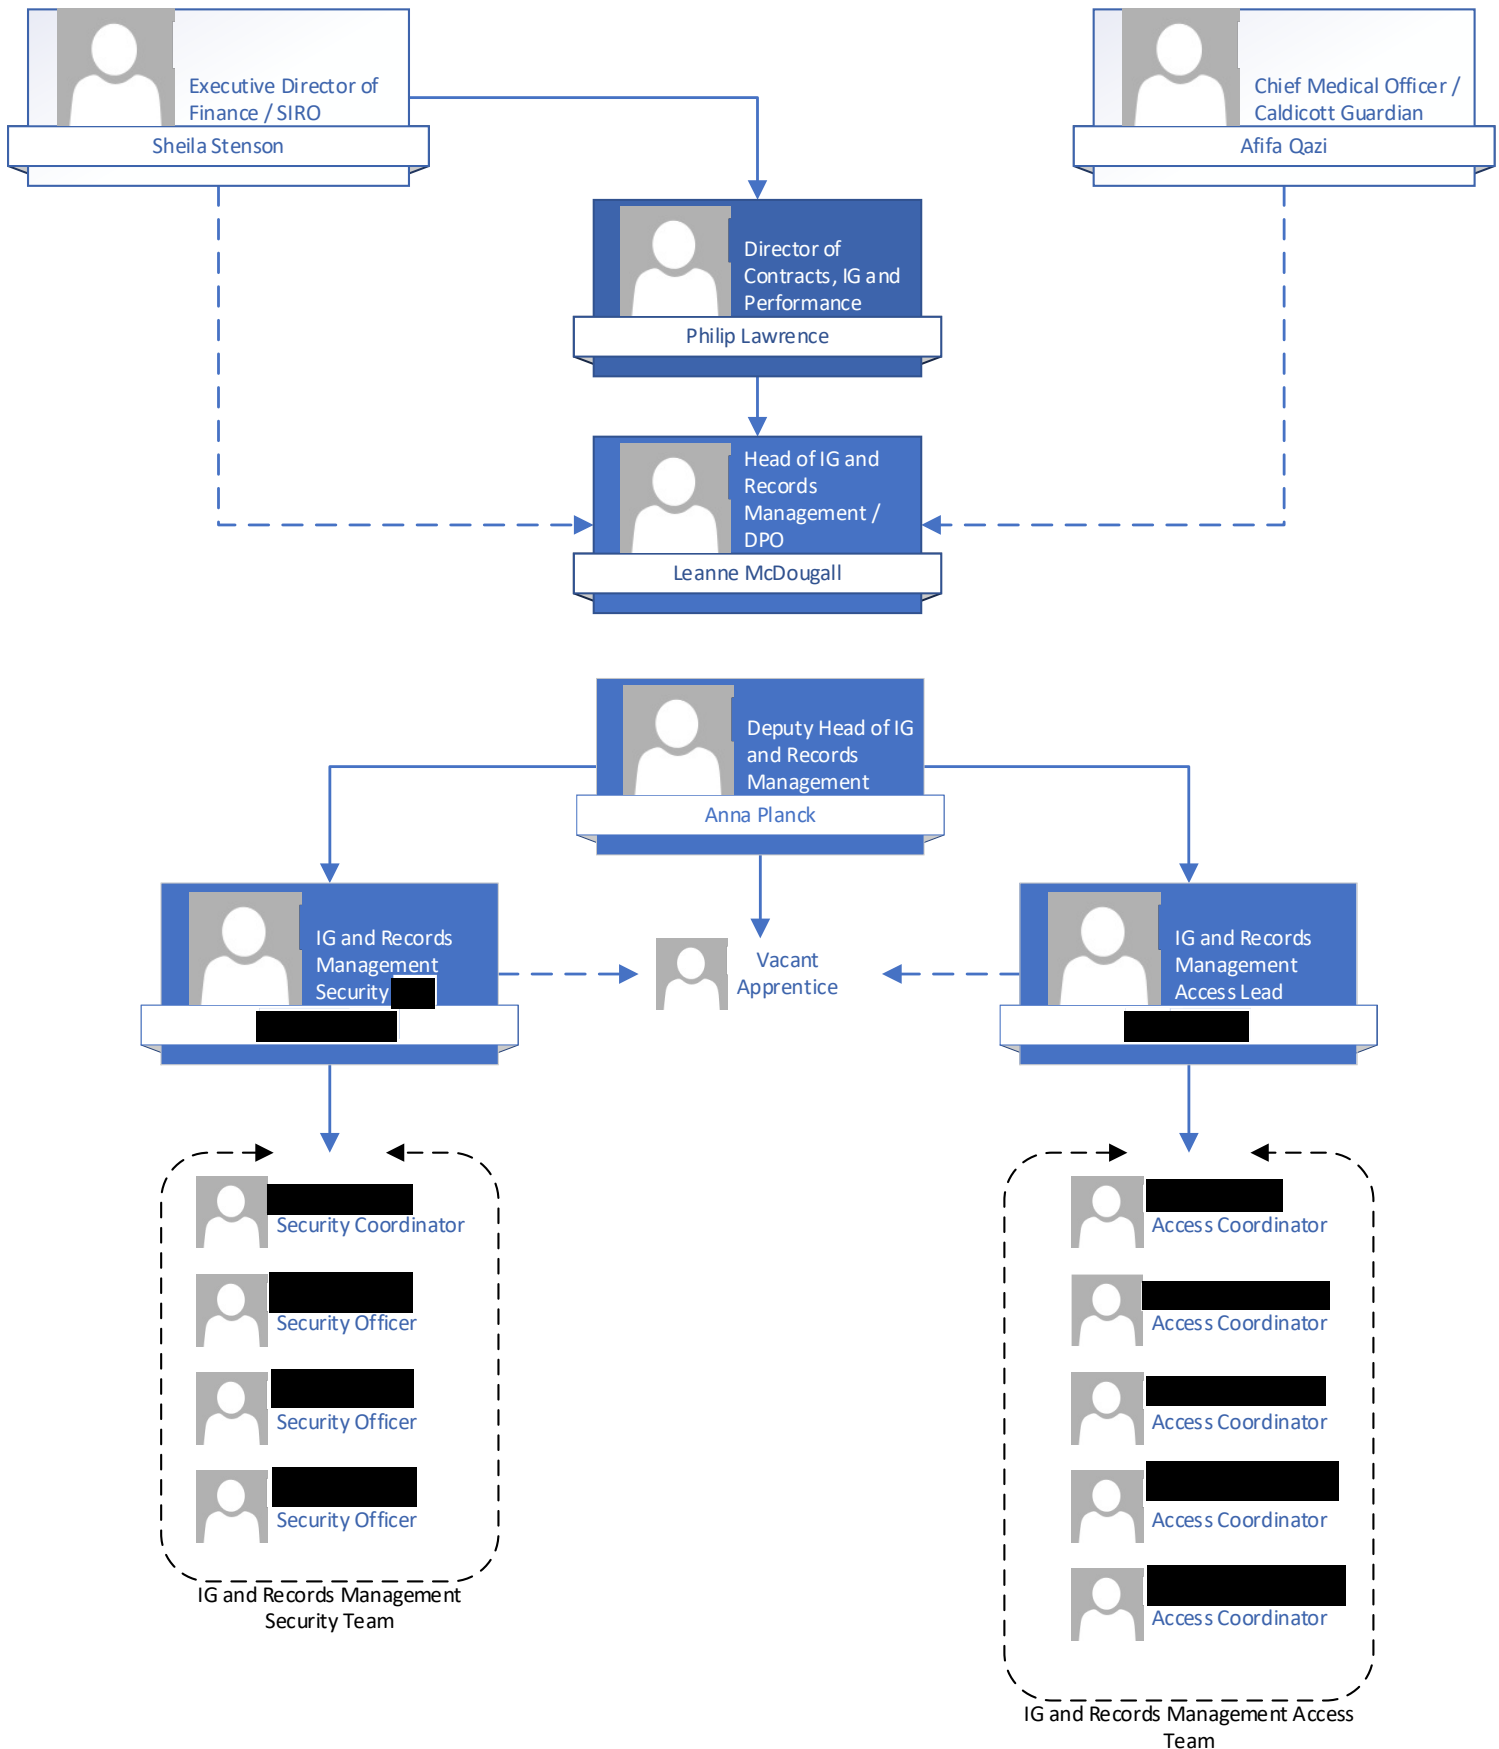 Executive Director of
Finance / SIRO
Sheila Stenson
Chief Medical Officer /
Caldicott Guardian
Afifa Qazi
Director of
Contracts, IG and
Performance
Philip Lawrence
Head of IG and
Records
Management /
DPO
Leanne McDougall
Deputy Head of IG
and Records
Management
Anna Planck
IG and Records
Management
Security
Vacant
Apprentice
IG and Records
Management
Access Lead
Security Coordinator
Security Officer
Security Officer
Security Officer
IG and Records Management
Security Team
Access Coordinator
Access Coordinator
Access Coordinator
Access Coordinator
Access Coordinator
IG and Records Management Access
Team